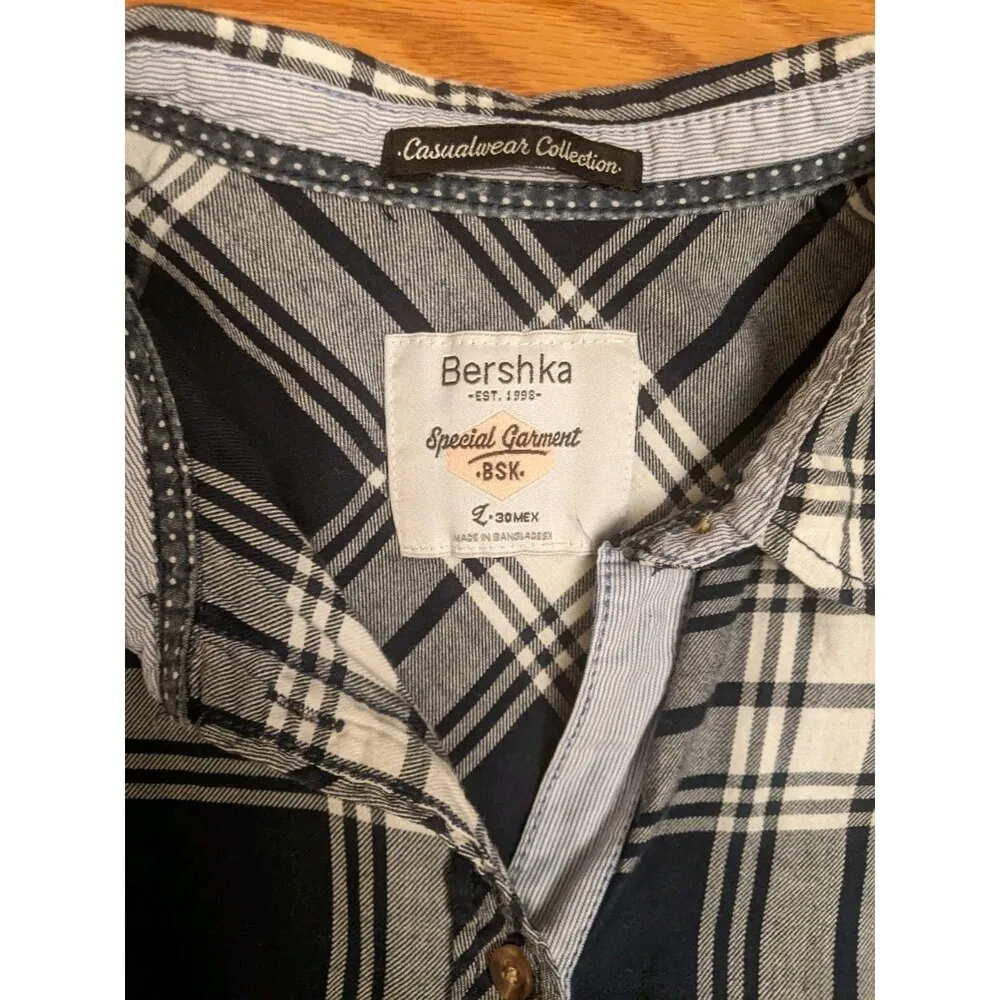 ·Casualwear Collection·
Bershka
-EST. 1998-
Special Garment
·BSK·
L·30MEX
MADE IN BANGLADESH